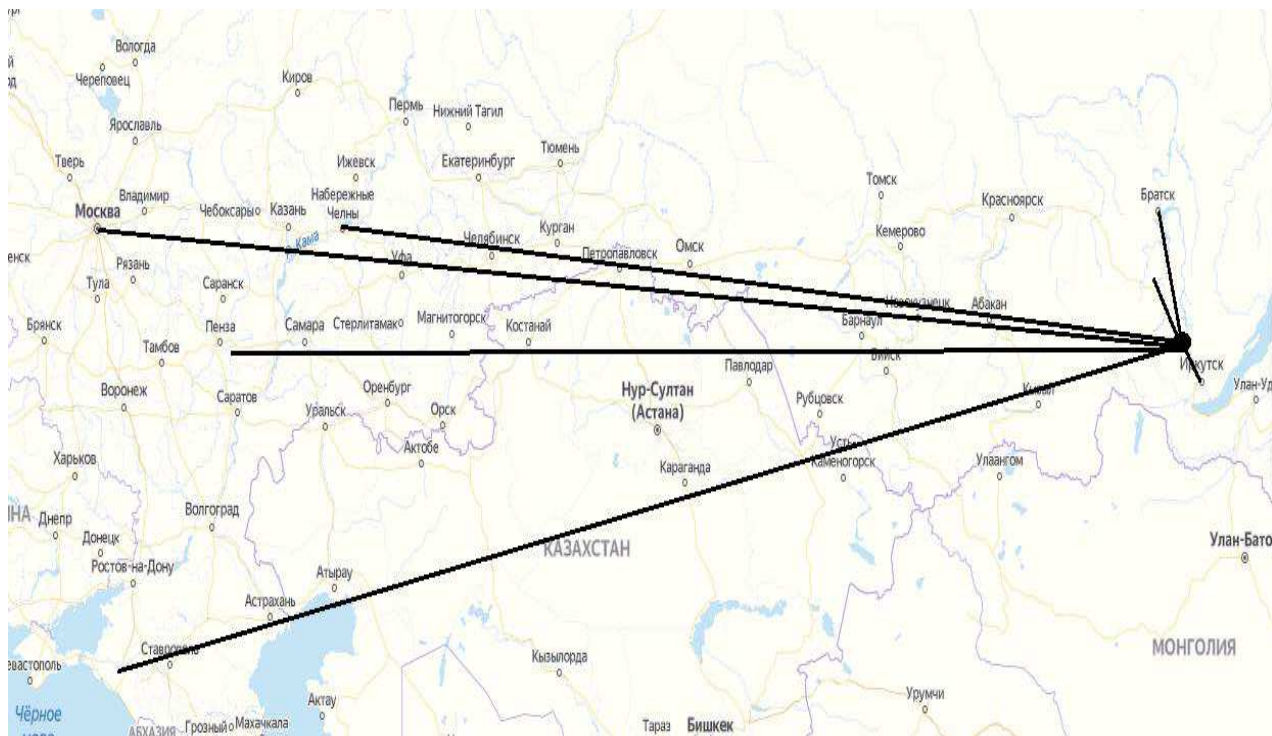 Вологда
Череповец
Киров
Пермь
Нижний Тагил
Ярославль
Тверь
Ижевск
Екатеринбург
Тюмень
Томск
Братск
Владимир
Чебоксары
Казань
Набережные
Челны
Красноярск
Москва
Кама
Челябинск
Курган
Петропавловск
Омск
Кемерово
Уфа
Рязань
Тула
Саранск
Новокузнецк
Абакан
Брянск
Пенза
Самара
Стерлитамак
Магнитогорск
Костанай
Барнаул
Тамбов
Бийск
Павлодар
Иркутск
Улан-Уд
Воронеж
Саратов
Оренбург
Уральск
Орск
Нур-Султан
(Астана)
Рубцовск
Кызыл
Актобе
Усть-
Каменогорск
Харьков
Караганда
Улаангом
ИНА
Днепр
Волгоград
Донецк
КАЗАХСТАН
Улан-Бато
Ростов-на-Дону
Атырау
Астрахань
Ставрополь
евастополь
Кызылорда
МОНГОЛИЯ
Актау
Урумчи
Чёрное
АБХАЗИЯ
Грозный
Махачкала
Тараз
Бишкек